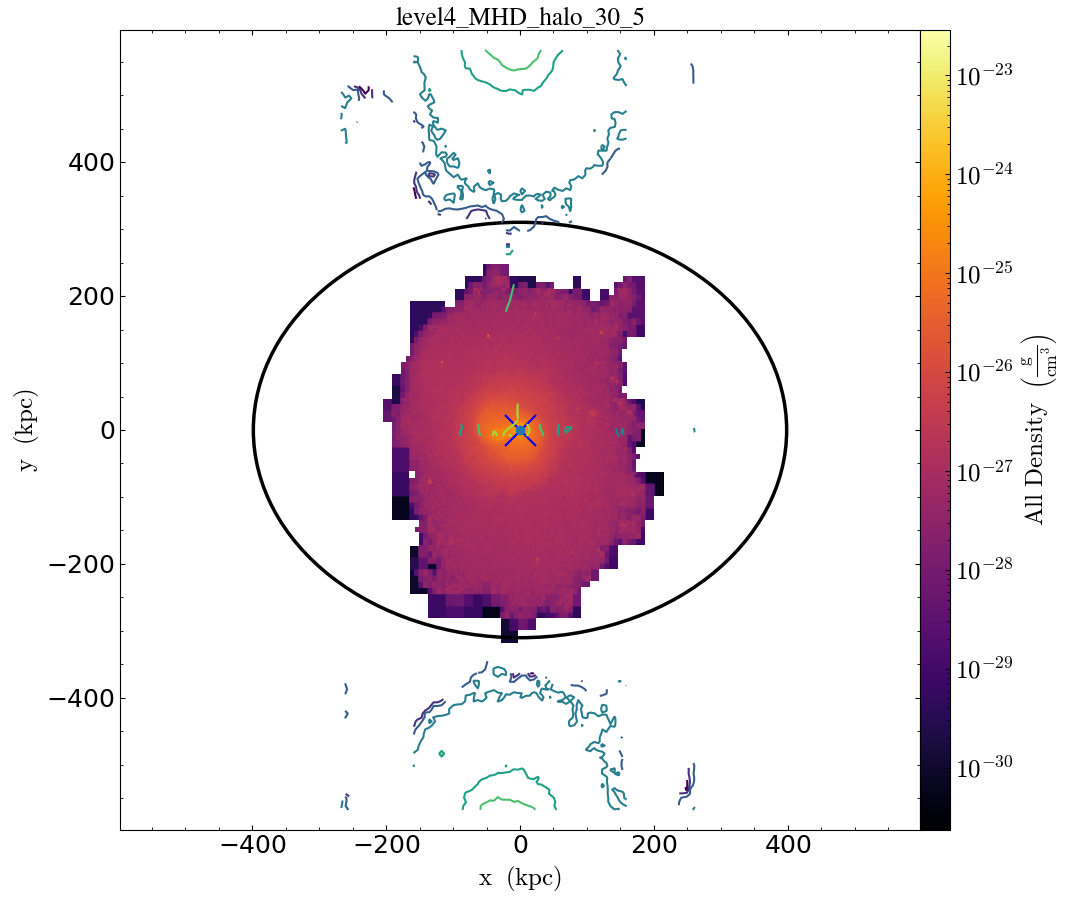 level4_MHD_halo_30_5
400
200
0
−200
−400
y (kpc)
−400 −200 0 200 400
x (kpc)
10^{−23}
10^{−24}
10^{−25}
10^{−26}
10^{−27}
10^{−28}
10^{−29}
10^{−30}
All Density (g/cm^3)